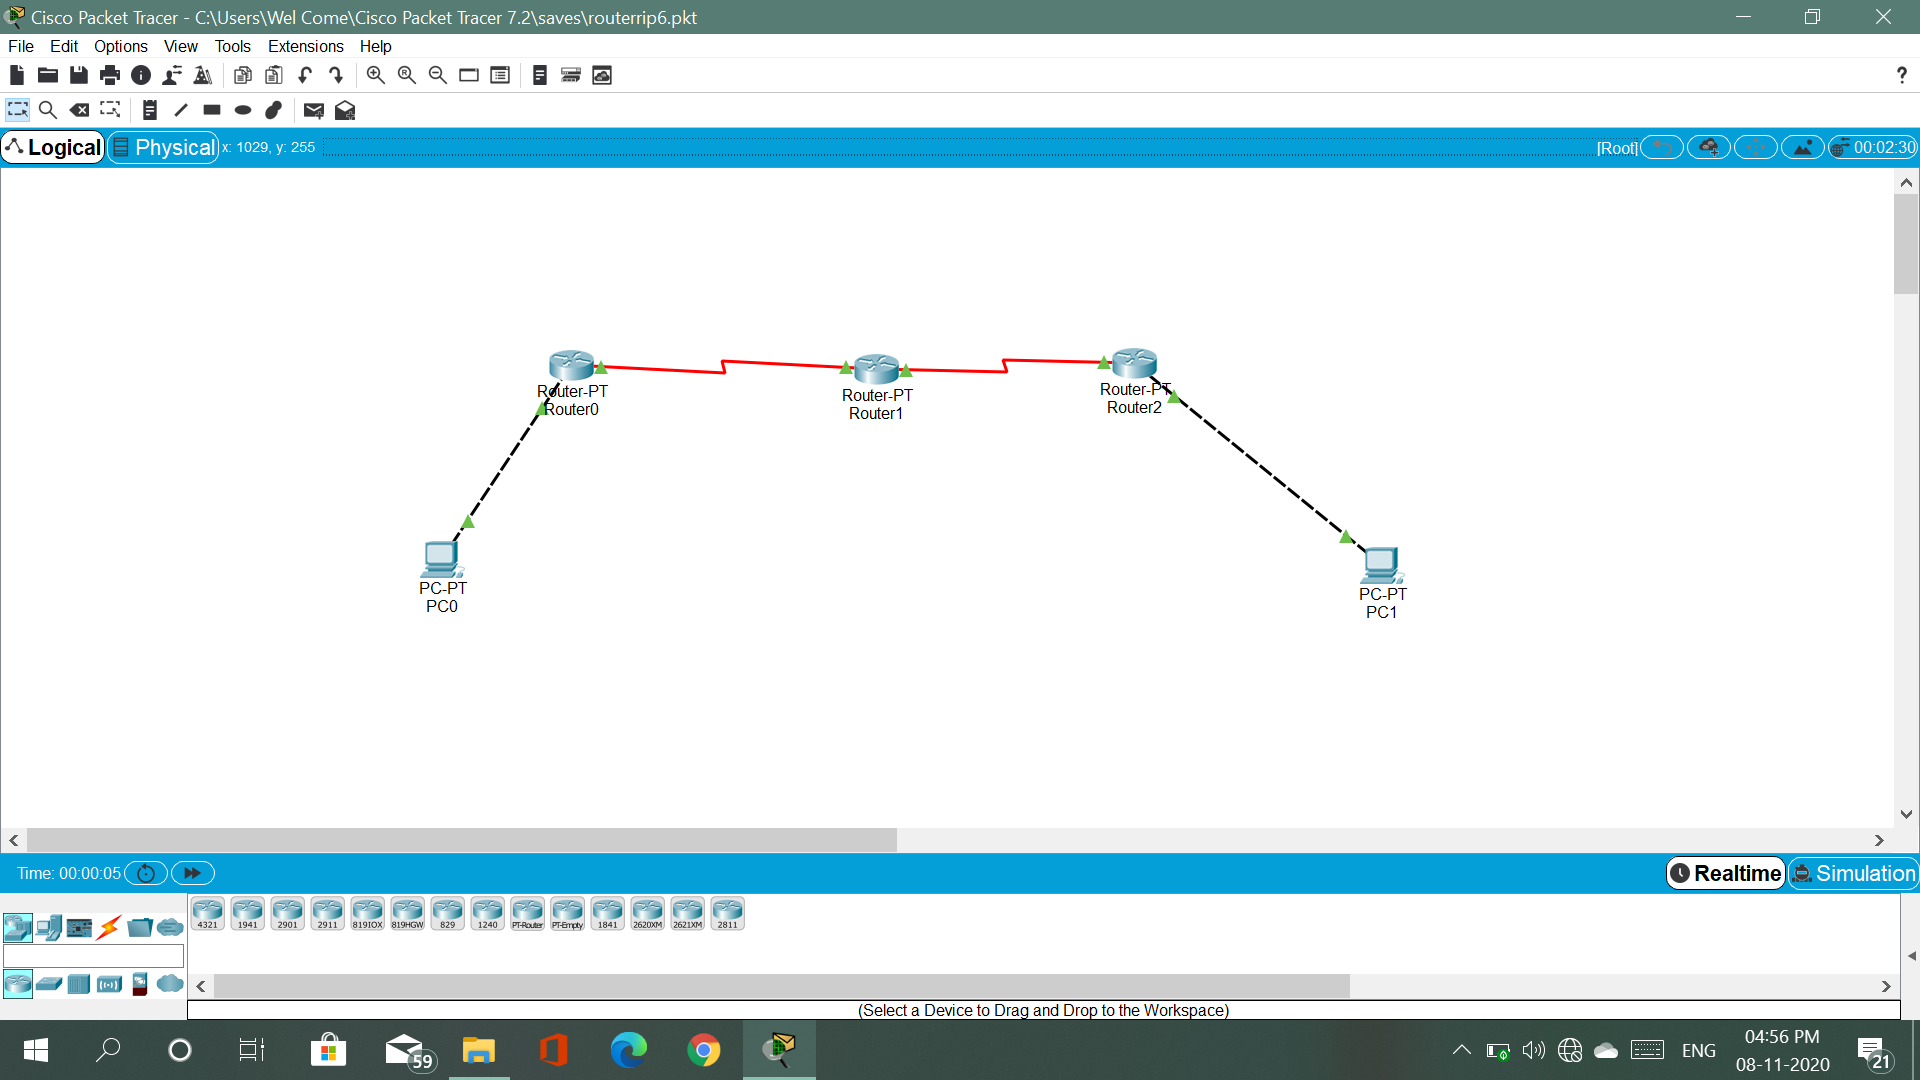 Cisco Packet Tracer - C:\Users\Wel Come\Cisco Packet Tracer 7.2\saves\routerrip6.pkt
File Edit Options View Tools Extensions Help
?
Logical Physical x: 1029, y: 255 [Root] 00:02:30
Router-PT
Router0
Router-PT
Router1
Router-PT
Router2
PC-PT
PC0
PC-PT
PC1
Time: 00:00:05 Realtime Simulation
4321 1941 2901 2911 819IOX 819HGW 829 1240 PT-Router PT-Empty 1841 2620XM 2621XM 2811
(Select a Device to Drag and Drop to the Workspace)
59
ENG
04:56 PM
08-11-2020
21